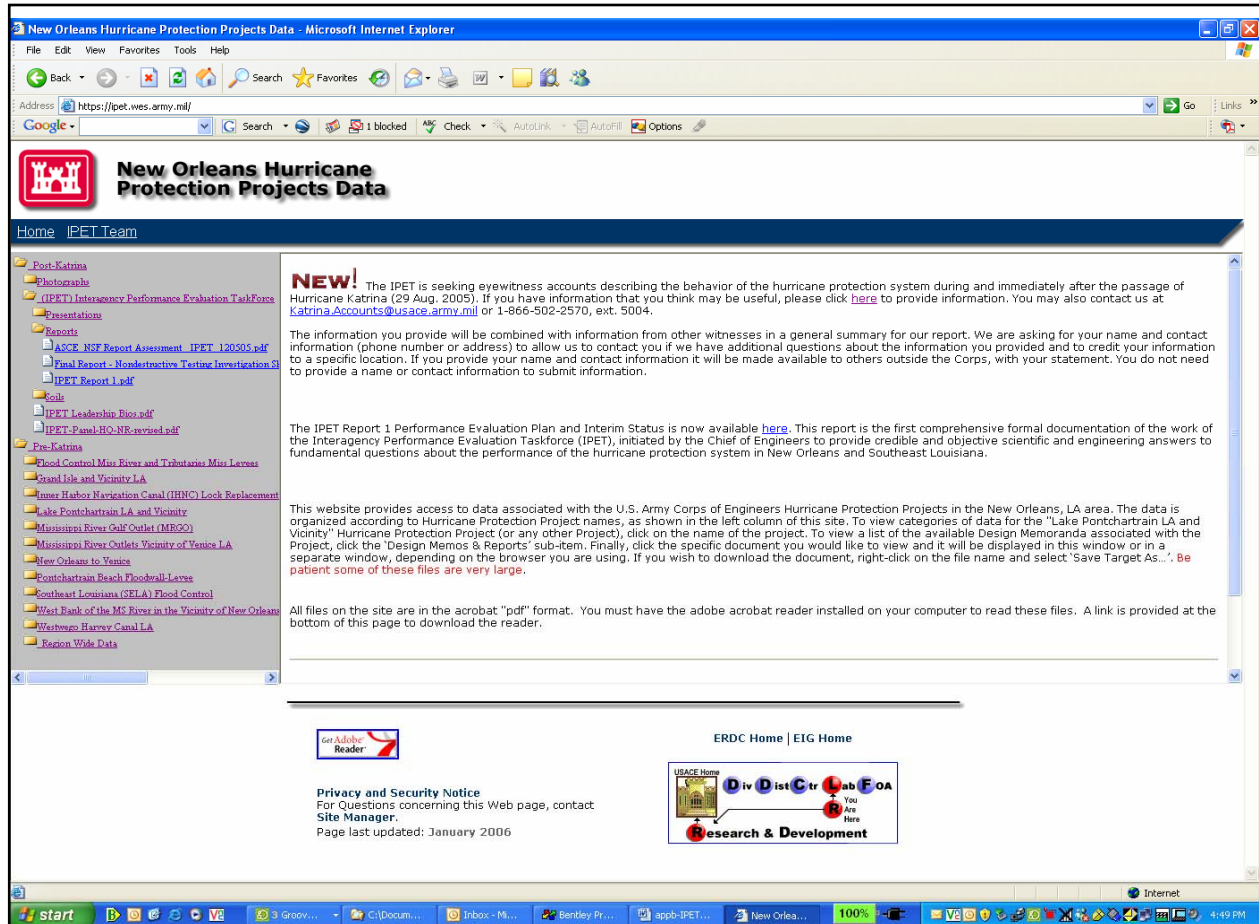 New Orleans Hurricane Protection Projects Data - Microsoft Internet Explorer
File Edit View Favorites Tools Help
Back Search Favorites
Address https://ipet.wes.army.mil/ Go Links »
Google Search 1 blocked Check AutoLink AutoFill Options
New Orleans Hurricane
Protection Projects Data
Home IPET Team
Post-Katrina
Photographs
(IPET) Interagency Performance Evaluation TaskForce
Presentations
Reports
ASCE_NSF Report Assessment_IPET_120505.pdf
Final Report - Nondestructive Testing Investigation Sh
IPET Report 1.pdf
Soils
IPET Leadership Bios.pdf
IPET-Panel-HQ-NR-revised.pdf
Pre-Katrina
Flood Control Miss River and Tributaries Miss Levees
Grand Isle and Vicinity LA
Inner Harbor Navigation Canal (IHNC) Lock Replacement
Lake Pontchartrain LA and Vicinity
Mississippi River Gulf Outlet (MRGO)
Mississippi River Outlets Vicinity of Venice LA
New Orleans to Venice
Pontchartrain Beach Floodwall-Levee
Southeast Louisiana (SELA) Flood Control
West Bank of the MS River in the Vicinity of New Orleans
Westwego Harvey Canal LA
Region Wide Data
NEW! The IPET is seeking eyewitness accounts describing the behavior of the hurricane protection system during and immediately after the passage of
Hurricane Katrina (29 Aug. 2005). If you have information that you think may be useful, please click here to provide information. You may also contact us at
Katrina.Accounts@usace.army.mil or 1-866-502-2570, ext. 5004.
The information you provide will be combined with information from other witnesses in a general summary for our report. We are asking for your name and contact
information (phone number or address) to allow us to contact you if we have additional questions about the information you provided and to credit your information
to a specific location. If you provide your name and contact information it will be made available to others outside the Corps, with your statement. You do not need
to provide a name or contact information to submit information.
The IPET Report 1 Performance Evaluation Plan and Interim Status is now available here. This report is the first comprehensive formal documentation of the work of
the Interagency Performance Evaluation Taskforce (IPET), initiated by the Chief of Engineers to provide credible and objective scientific and engineering answers to
fundamental questions about the performance of the hurricane protection system in New Orleans and Southeast Louisiana.
This website provides access to data associated with the U.S. Army Corps of Engineers Hurricane Protection Projects in the New Orleans, LA area. The data is
organized according to Hurricane Protection Project names, as shown in the left column of this site. To view categories of data for the "Lake Pontchartrain LA and
Vicinity" Hurricane Protection Project (or any other Project), click on the name of the project. To view a list of the available Design Memoranda associated with the
Project, click the 'Design Memos & Reports' sub-item. Finally, click the specific document you would like to view and it will be displayed in this window or in a
separate window, depending on the browser you are using. If you wish to download the document, right-click on the file name and select 'Save Target As...'. Be
patient some of these files are very large.
All files on the site are in the acrobat "pdf" format. You must have the adobe acrobat reader installed on your computer to read these files. A link is provided at the
bottom of this page to download the reader.
Get Adobe
Reader
Privacy and Security Notice
For Questions concerning this Web page, contact
Site Manager.
Page last updated: January 2006
ERDC Home | EIG Home
USACE Home
Div Dist Ctr Lab FOA
You
Are
Here
R
Research & Development
Internet
start 3 Groov... C:\Docum... Inbox - Mi... Bentley Pr... appb-IPET... New Orlea... 100% 4:49 PM